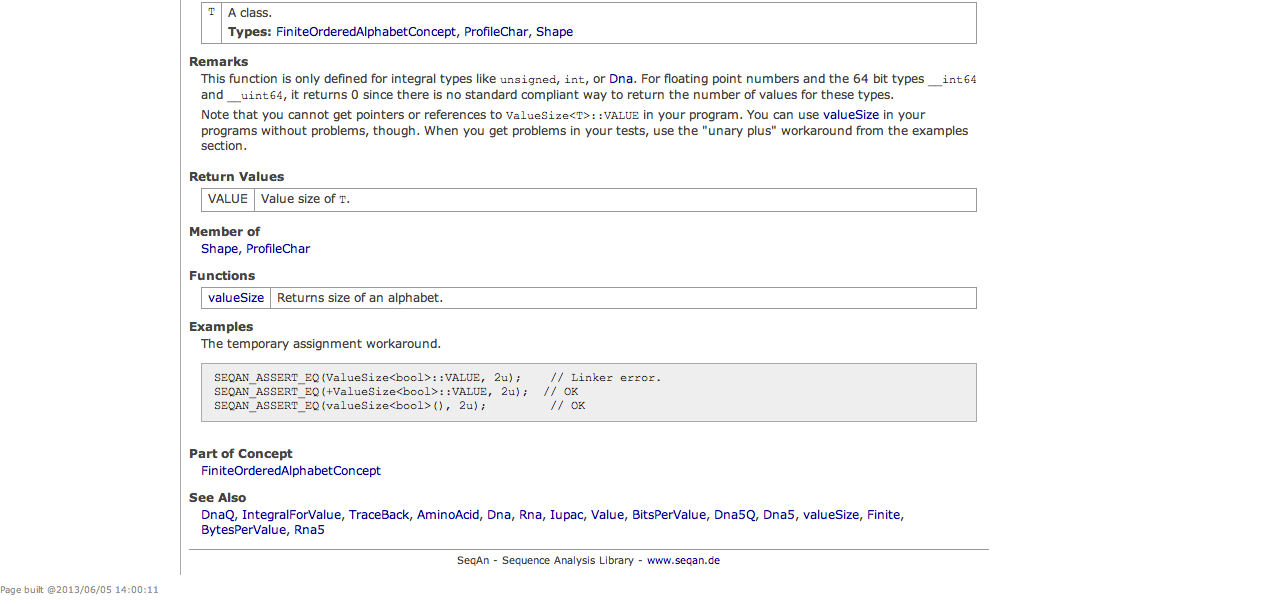 T A class.
Types: FiniteOrderedAlphabetConcept, ProfileChar, Shape
Remarks
This function is only defined for integral types like unsigned, int, or Dna. For floating point numbers and the 64 bit types __int64
and __uint64, it returns 0 since there is no standard compliant way to return the number of values for these types.
Note that you cannot get pointers or references to ValueSize<T>::VALUE in your program. You can use valueSize in your
programs without problems, though. When you get problems in your tests, use the "unary plus" workaround from the examples
section.
Return Values
VALUE Value size of T.
Member of
Shape, ProfileChar
Functions
valueSize Returns size of an alphabet.
Examples
The temporary assignment workaround.
SEQAN_ASSERT_EQ(ValueSize<bool>::VALUE, 2u);    // Linker error.
SEQAN_ASSERT_EQ(+ValueSize<bool>::VALUE, 2u);  // OK
SEQAN_ASSERT_EQ(valueSize<bool>(), 2u);         // OK
Part of Concept
FiniteOrderedAlphabetConcept
See Also
DnaQ, IntegralForValue, TraceBack, AminoAcid, Dna, Rna, Iupac, Value, BitsPerValue, Dna5Q, Dna5, valueSize, Finite,
BytesPerValue, Rna5
SeqAn - Sequence Analysis Library - www.seqan.de
Page built @2013/06/05 14:00:11